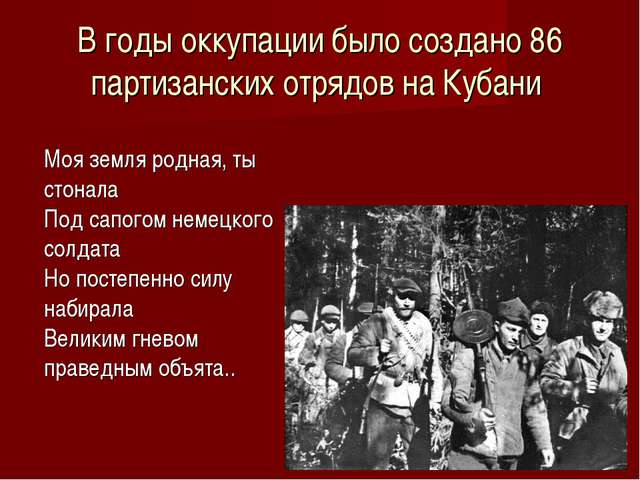 В годы оккупации было создано 86
партизанских отрядов на Кубани
Моя земля родная, ты
стонала
Под сапогом немецкого
солдата
Но постепенно силу
набирала
Великим гневом
праведным объята..